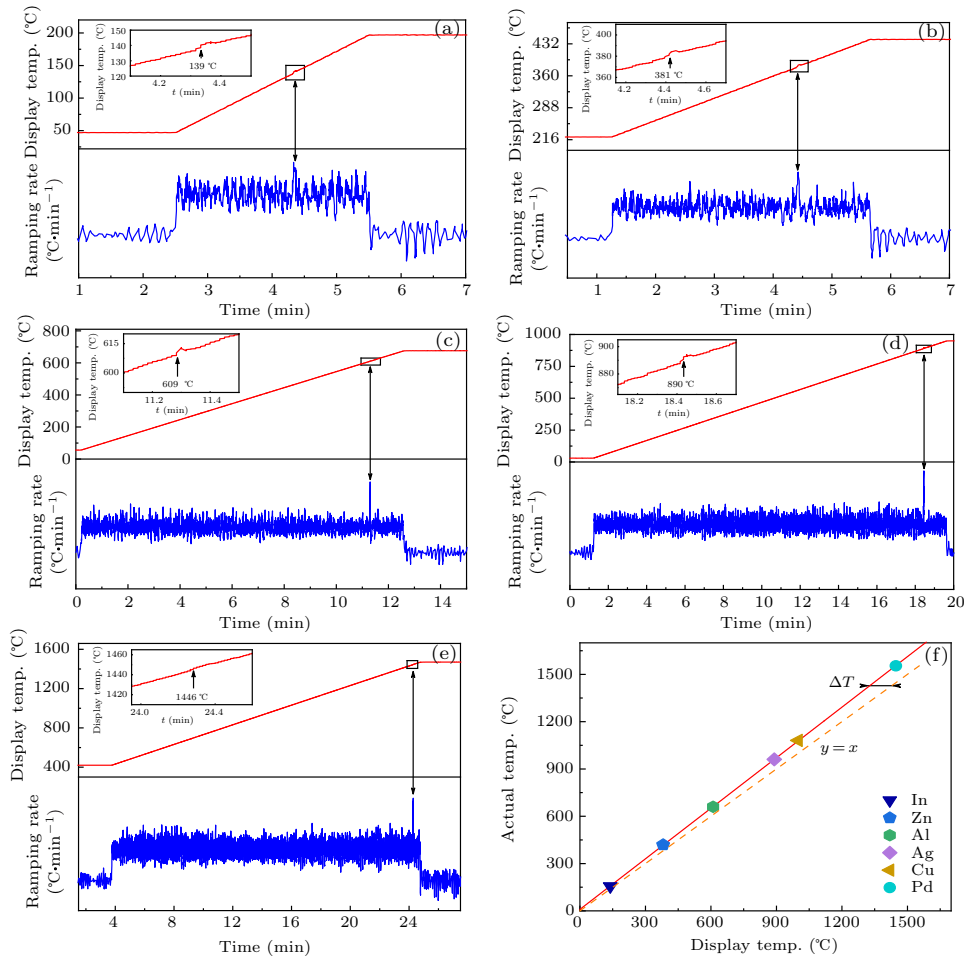 (a)
Display temp. (℃)
200
150
100
50
Display temp. (℃)
150
140
130
120
139 ℃
4.2
4.4
t (min)
Ramping rate
(℃·min−1)
1
2
3
4
5
6
7
Time (min)
(b)
Display temp. (℃)
432
360
288
216
Display temp. (℃)
400
380
360
381 ℃
4.2
4.4
4.6
t (min)
Ramping rate
(℃·min−1)
1
2
3
4
5
6
7
Time (min)
(c)
Display temp. (℃)
800
600
400
200
0
Display temp. (℃)
615
600
609 ℃
11.2
11.4
t (min)
Ramping rate
(℃·min−1)
0
2
4
6
8
10
12
14
Time (min)
(d)
Display temp. (℃)
1000
750
500
250
0
Display temp. (℃)
900
880
890 ℃
18.2
18.4
18.6
t (min)
Ramping rate
(℃·min−1)
0
2
4
6
8
10
12
14
16
18
20
Time (min)
(e)
Display temp. (℃)
1600
1200
800
400
Display temp. (℃)
1460
1440
1420
1446 ℃
24.0
24.4
t (min)
Ramping rate
(℃·min−1)
4
8
12
16
20
24
Time (min)
(f)
Actual temp. (℃)
1500
1200
900
600
300
0
ΔT
y=x
In
Zn
Al
Ag
Cu
Pd
0
300
600
900
1200
1500
Display temp. (℃)